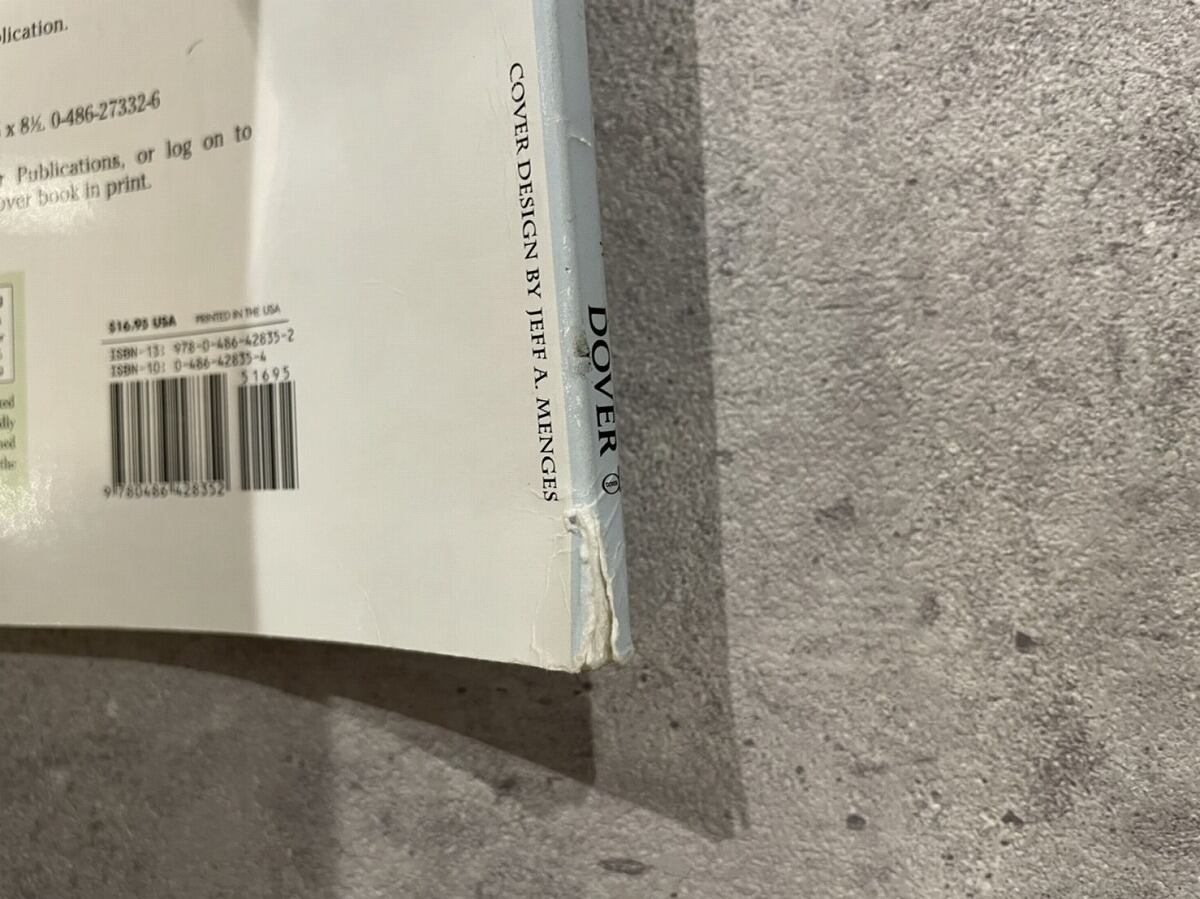 lication.
x 8½. 0-486-27332-6
Publications, or log on to
over book in print.
$16.95 USA PRINTED IN THE USA
ISBN-13: 978-0-486-42835-2
ISBN-10: 0-486-42835-4
51695
9 780486 428352
COVER DESIGN BY JEFF A. MENGES
DOVER